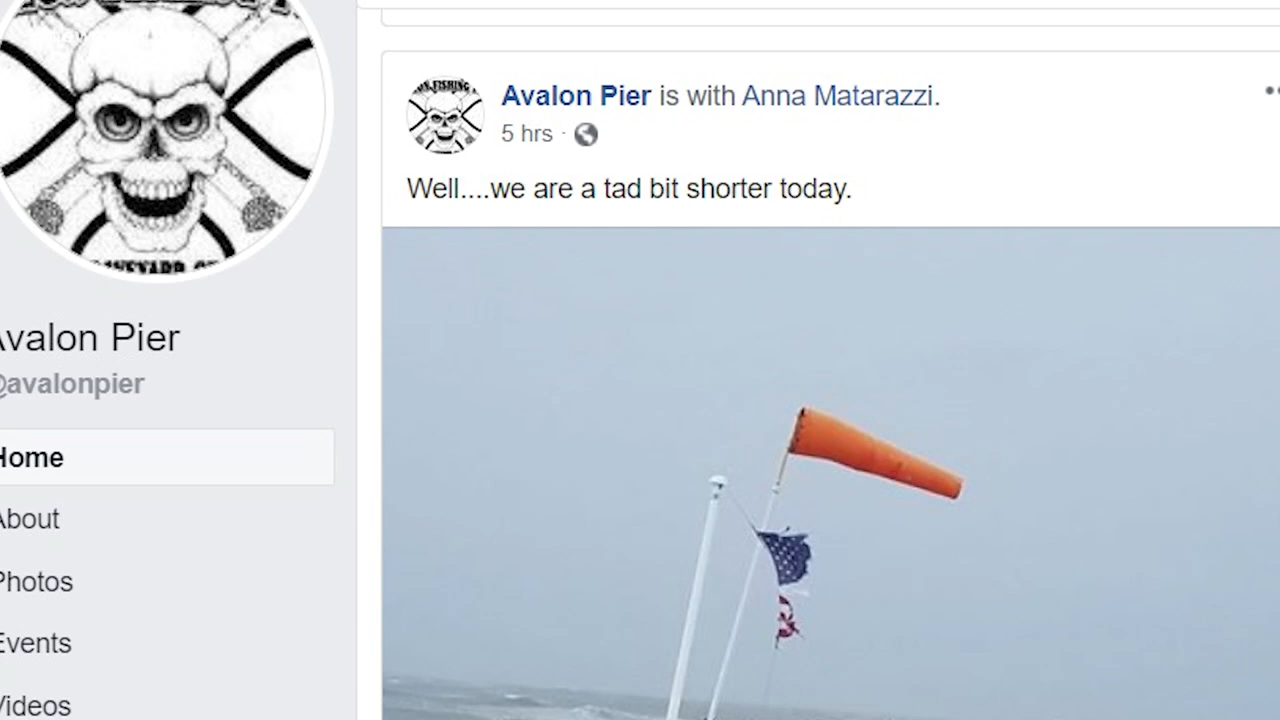 Avalon Pier is with Anna Matarazzi.
5 hrs ·
Well....we are a tad bit shorter today.
Avalon Pier
@avalonpier
Home
About
Photos
Events
Videos